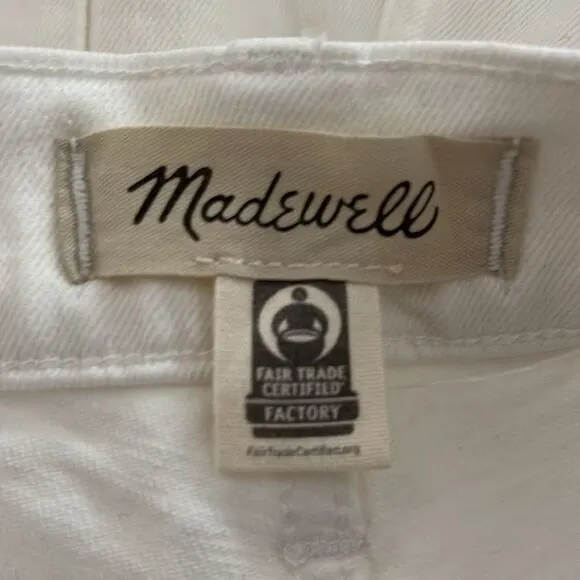 Madewell
FAIR TRADE
CERTIFIED
FACTORY
FairTradeCertified.org